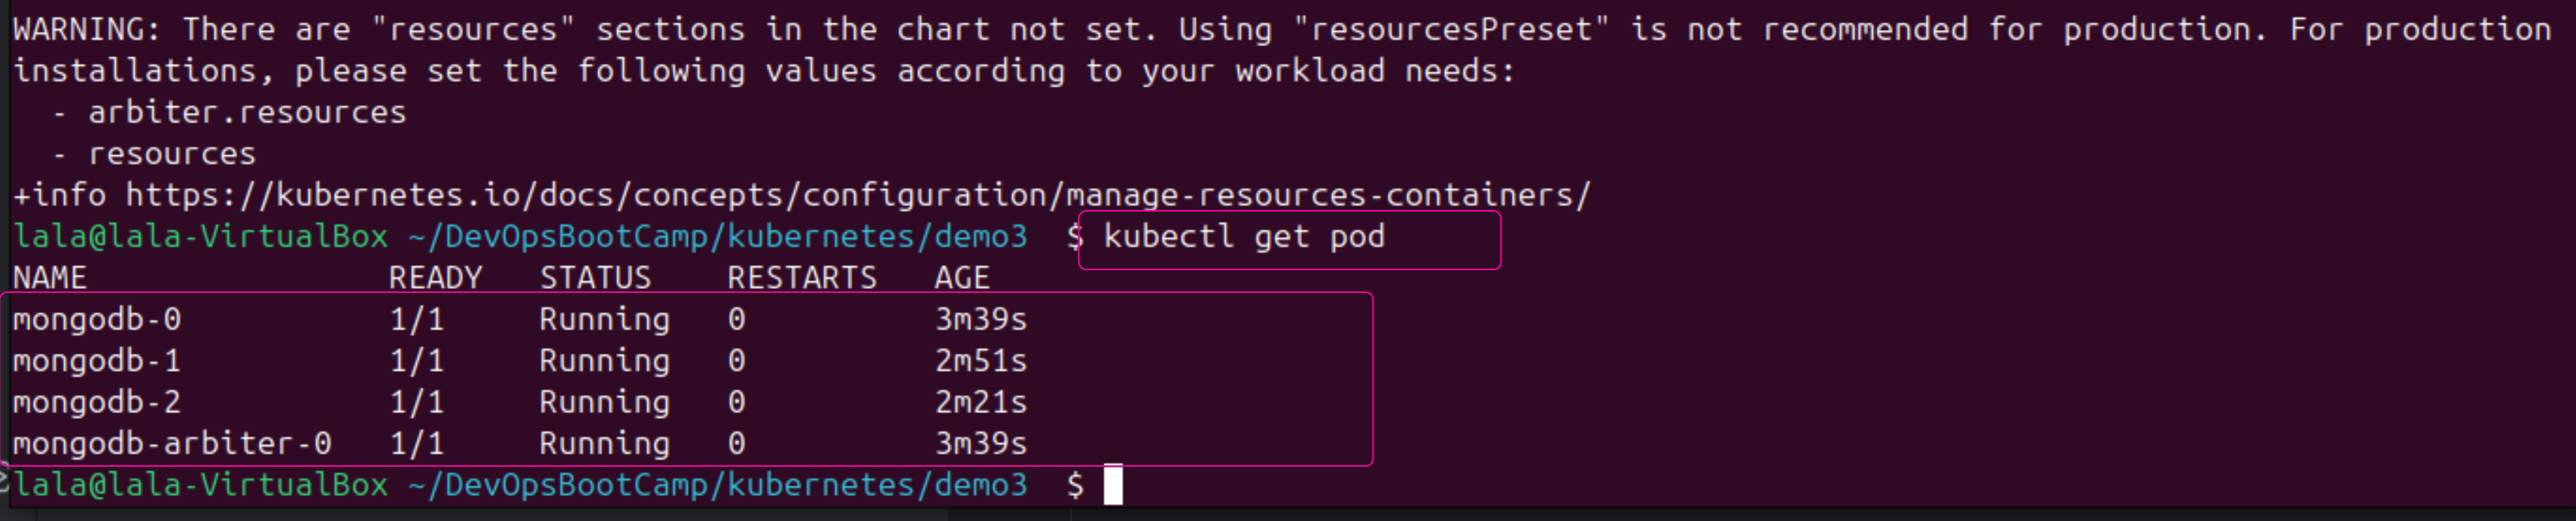 WARNING: There are "resources" sections in the chart not set. Using "resourcesPreset" is not recommended for production. For production
installations, please set the following values according to your workload needs:
  - arbiter.resources
  - resources
+info https://kubernetes.io/docs/concepts/configuration/manage-resources-containers/
lala@lala-VirtualBox ~/DevOpsBootCamp/kubernetes/demo3  $ kubectl get pod
NAME                READY   STATUS    RESTARTS   AGE
mongodb-0           1/1     Running   0          3m39s
mongodb-1           1/1     Running   0          2m51s
mongodb-2           1/1     Running   0          2m21s
mongodb-arbiter-0   1/1     Running   0          3m39s
lala@lala-VirtualBox ~/DevOpsBootCamp/kubernetes/demo3  $